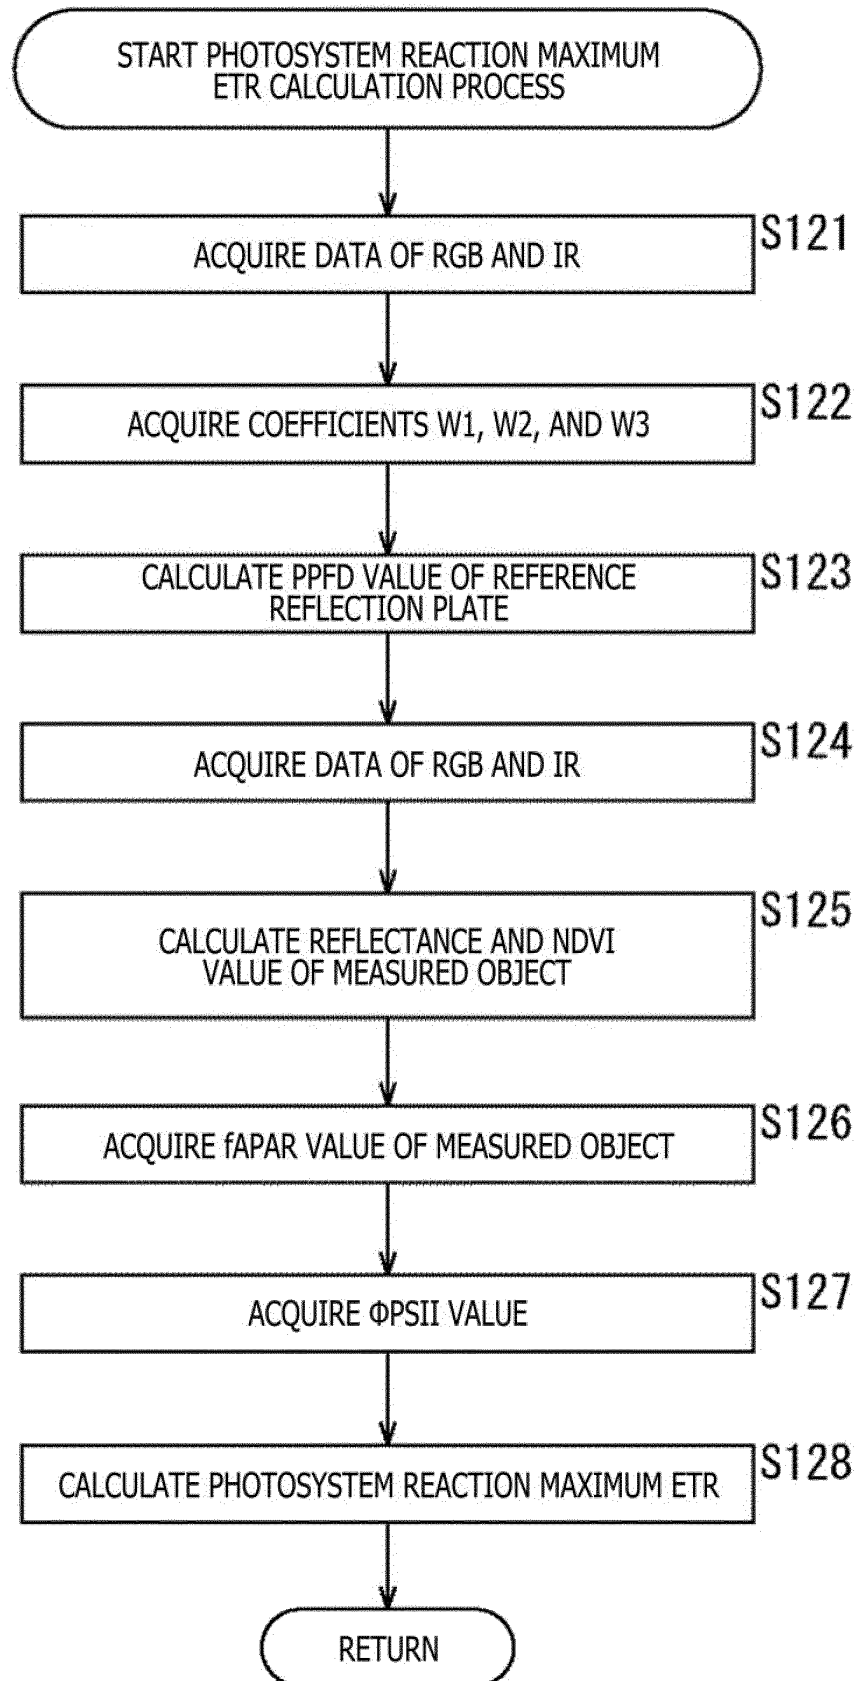 START PHOTOSYSTEM REACTION MAXIMUM
ETR CALCULATION PROCESS
S121
ACQUIRE DATA OF RGB AND IR
S122
ACQUIRE COEFFICIENTS W1, W2, AND W3
S123
CALCULATE PPFD VALUE OF REFERENCE
REFLECTION PLATE
S124
ACQUIRE DATA OF RGB AND IR
S125
CALCULATE REFLECTANCE AND NDVI
VALUE OF MEASURED OBJECT
S126
ACQUIRE fAPAR VALUE OF MEASURED OBJECT
S127
ACQUIRE ΦPSII VALUE
S128
CALCULATE PHOTOSYSTEM REACTION MAXIMUM ETR
RETURN